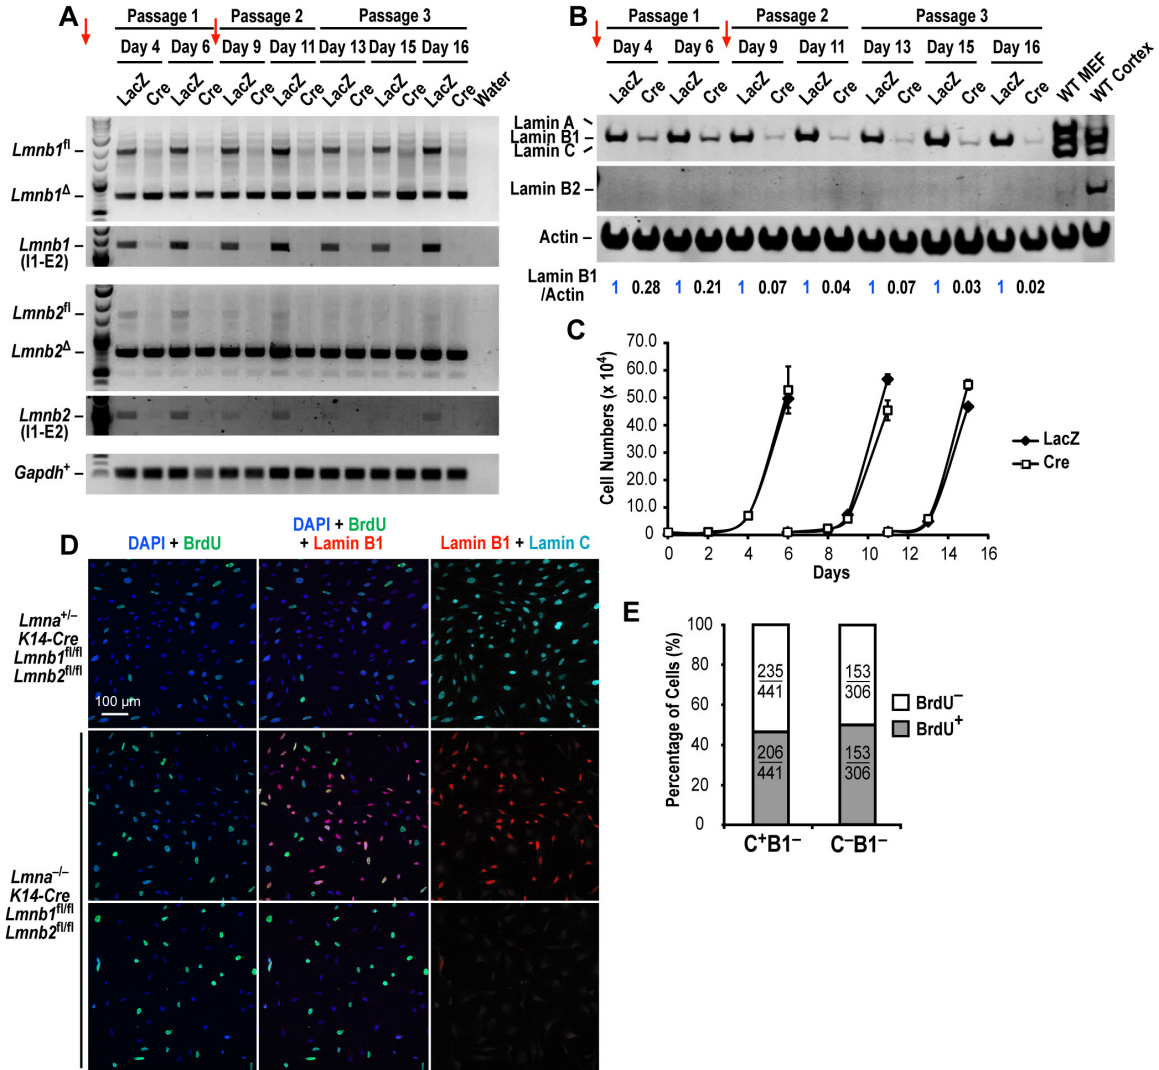 A
Passage 1 Passage 2 Passage 3
Day 4 Day 6 Day 9 Day 11 Day 13 Day 15 Day 16
LacZ Cre LacZ Cre LacZ Cre LacZ Cre LacZ Cre LacZ Cre LacZ Cre Water
Lmnb1fl
Lmnb1Δ
Lmnb1
(I1-E2)
Lmnb2fl
Lmnb2Δ
Lmnb2
(I1-E2)
Gapdh+
B
Passage 1 Passage 2 Passage 3
Day 4 Day 6 Day 9 Day 11 Day 13 Day 15 Day 16
LacZ Cre LacZ Cre LacZ Cre LacZ Cre LacZ Cre LacZ Cre LacZ Cre WT MEF WT Cortex
Lamin A
Lamin B1
Lamin C
Lamin B2
Actin
Lamin B1
/Actin
1 0.28 1 0.21 1 0.07 1 0.04 1 0.07 1 0.03 1 0.02
C
Cell Numbers (x 10⁴)
70.0
60.0
50.0
40.0
30.0
20.0
10.0
0
0 2 4 6 8 10 12 14 16
Days
LacZ
Cre
D
DAPI + BrdU
DAPI + BrdU
+ Lamin B1
Lamin B1 + Lamin C
Lmna+/–
K14-Cre
Lmnb1fl/fl
Lmnb2fl/fl
100 µm
Lmna–/–
K14-Cre
Lmnb1fl/fl
Lmnb2fl/fl
E
Percentage of Cells (%)
100
80
60
40
20
0
235
441
206
441
153
306
153
306
BrdU–
BrdU+
C+B1–
C–B1–